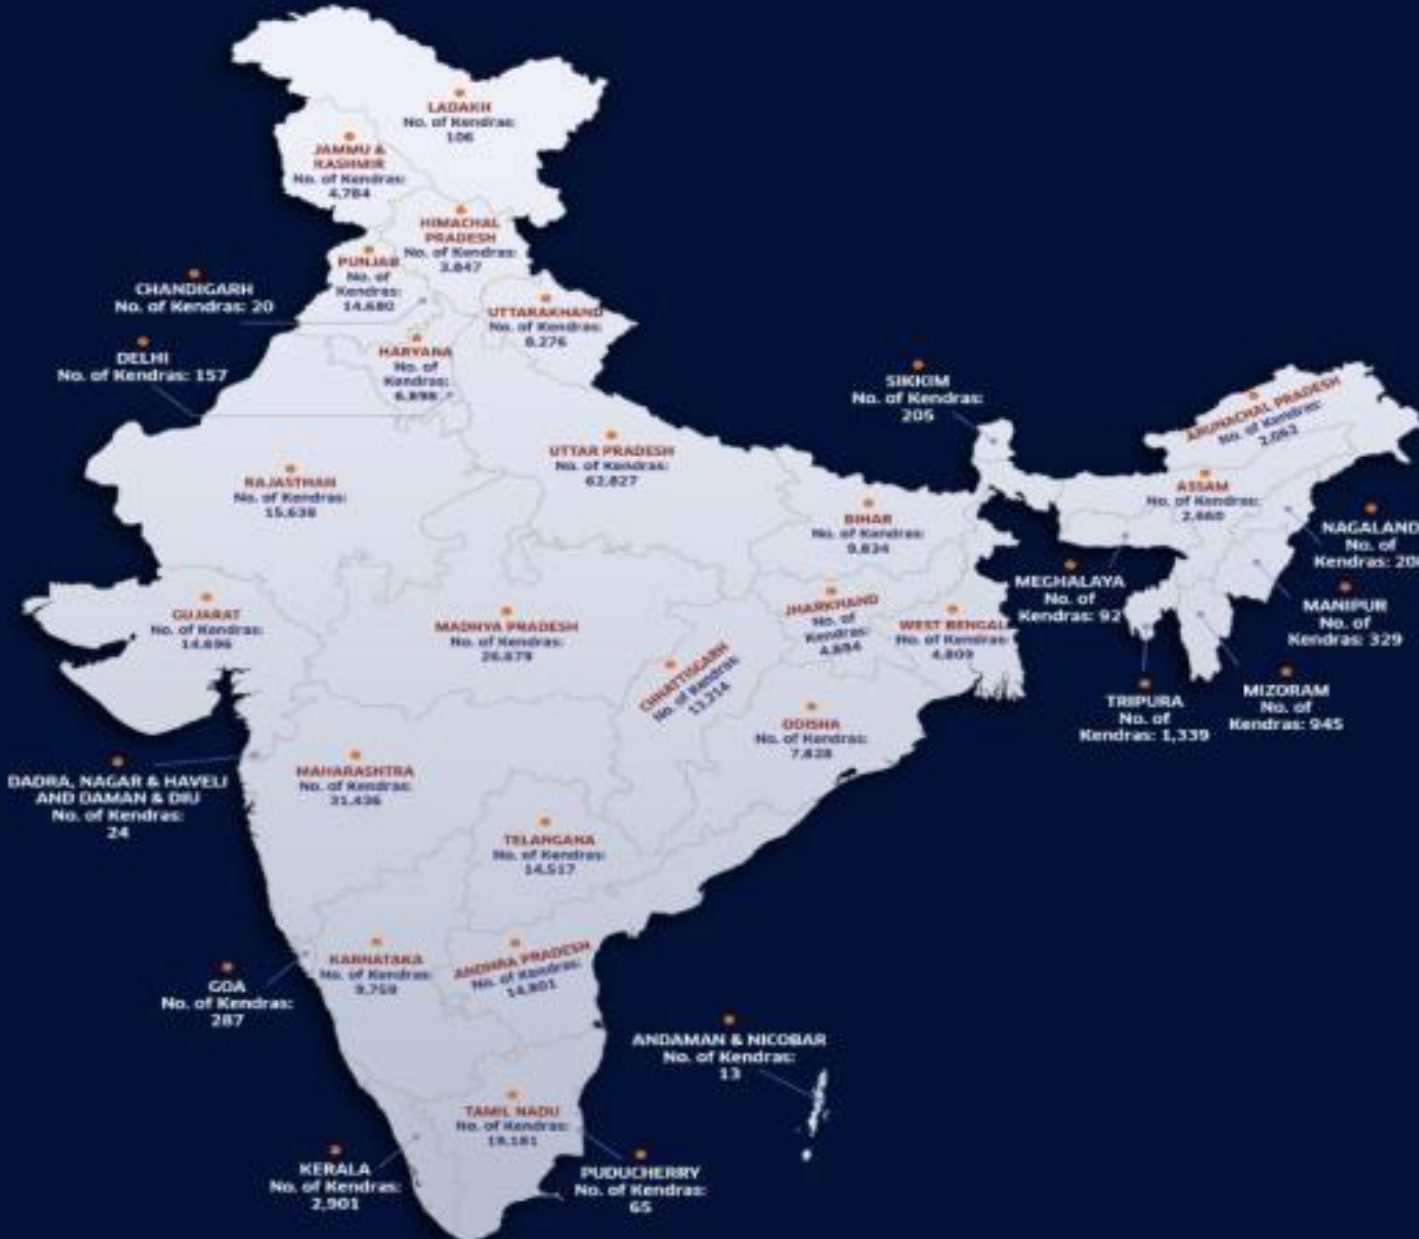 LADAKH
No. of Kendras:
106
JAMMU &
KASHMIR
No. of Kendras:
4,784
HIMACHAL
PRADESH
No. of Kendras:
3,847
PUNJAB
No. of
Kendras:
14,680
CHANDIGARH
No. of Kendras: 20
UTTARAKHAND
No. of Kendras:
HARYANA
No. of
Kendras:
DELHI
No. of Kendras: 157
SIKKIM
No. of Kendras:
205
ARUNACHAL PRADESH
No. of Kendras:
UTTAR PRADESH
No. of Kendras:
62,827
RAJASTHAN
No. of Kendras:
15,638
ASSAM
No. of Kendras:
BIHAR
No. of Kendras:
9,834
NAGALAND
No. of
Kendras:
MEGHALAYA
No. of
Kendras: 92
MANIPUR
No. of
Kendras: 329
GUJARAT
No. of Kendras:
14,696
MADHYA PRADESH
No. of Kendras:
26,679
JHARKHAND
No. of
Kendras:
WEST BENGAL
No. of Kendras:
4,809
CHHATTISGARH
No. of Kendras
13,214
TRIPURA
No. of
Kendras: 1,339
MIZORAM
No. of
Kendras: 945
ODISHA
No. of Kendras:
7,628
DADRA, NAGAR & HAVELI
AND DAMAN & DIU
No. of Kendras:
24
MAHARASHTRA
No. of Kendras:
31,436
TELANGANA
No. of Kendras:
14,517
KARNATAKA
No. of Kendras:
9,759
ANDHRA PRADESH
No. of Kendras:
14,801
GOA
No. of Kendras:
287
ANDAMAN & NICOBAR
No. of Kendras:
13
TAMIL NADU
No. of Kendras:
19,181
KERALA
No. of Kendras:
2,901
PUDUCHERRY
No. of Kendras:
65